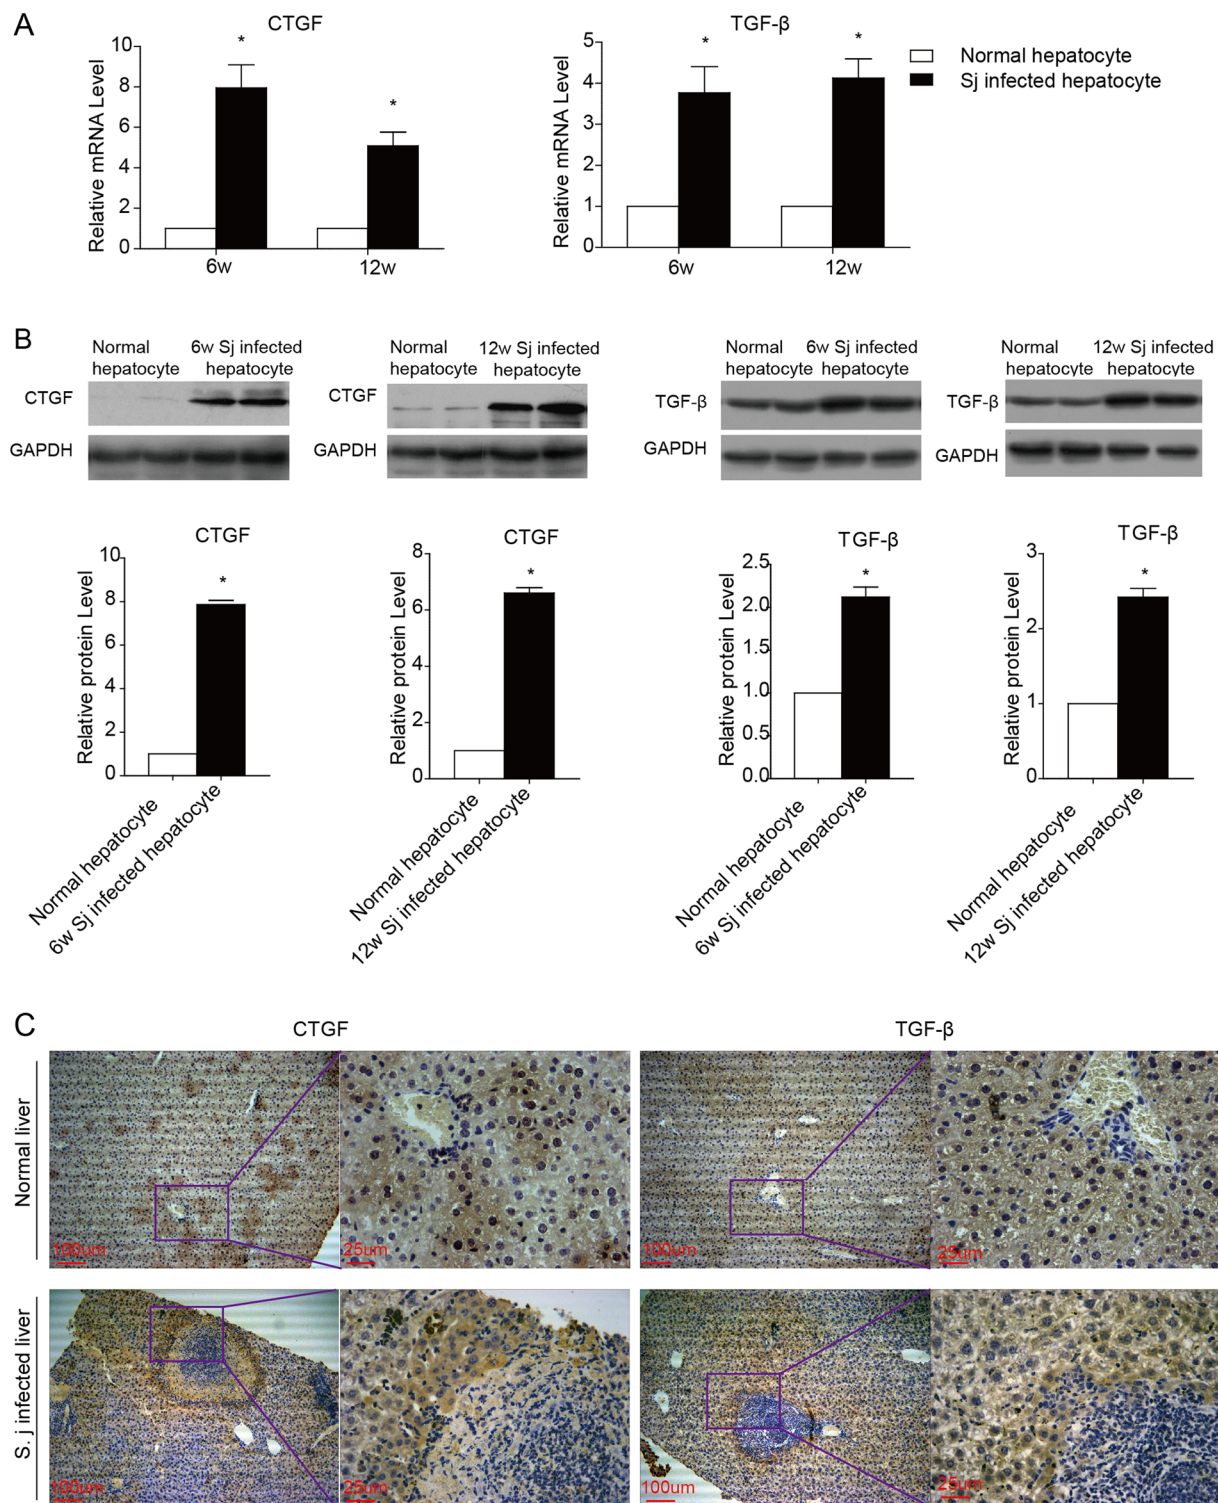 A
CTGF
TGF-β
Normal hepatocyte
Sj infected hepatocyte
Relative mRNA Level
10
8
6
4
2
0
6w
12w
Relative mRNA Level
5
4
3
2
1
0
6w
12w
*
*
*
*
B
Normal
hepatocyte
6w Sj infected
hepatocyte
CTGF
GAPDH
Normal
hepatocyte
12w Sj infected
hepatocyte
CTGF
GAPDH
Normal
hepatocyte
6w Sj infected
hepatocyte
TGF-β
GAPDH
Normal
hepatocyte
12w Sj infected
hepatocyte
TGF-β
GAPDH
CTGF
Relative protein Level
10
8
6
4
2
0
*
Normal hepatocyte
6w Sj infected hepatocyte
CTGF
Relative protein Level
8
6
4
2
0
*
Normal hepatocyte
12w Sj infected hepatocyte
TGF-β
Relative protein Level
2.5
2.0
1.5
1.0
0.5
0.0
*
Normal hepatocyte
6w Sj infected hepatocyte
TGF-β
Relative protein Level
3
2
1
0
*
Normal hepatocyte
12w Sj infected hepatocyte
C
CTGF
TGF-β
Normal liver
100um
25um
100um
25um
S. j infected liver
100um
25um
100um
25um